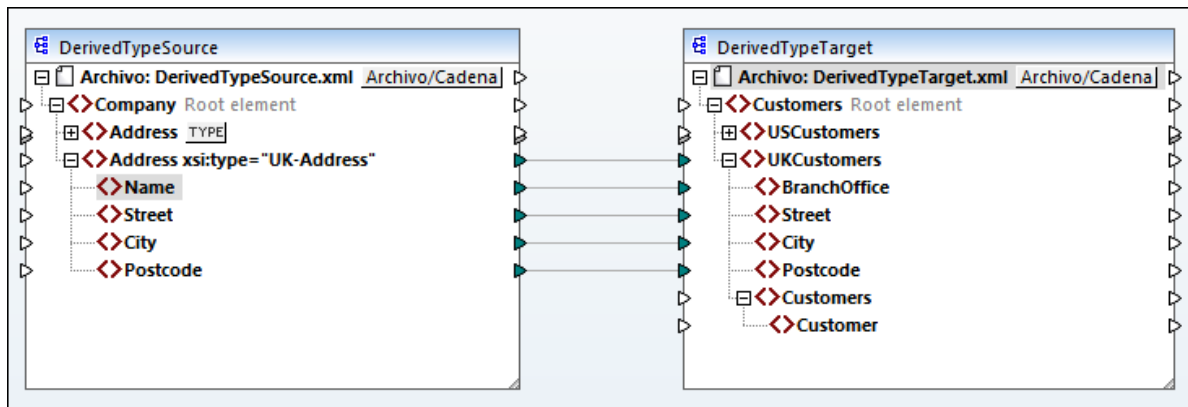 DerivedTypeSource
Archivo: DerivedTypeSource.xml Archivo/Cadena
Company Root element
Address TYPE
Address xsi:type="UK-Address"
Name
Street
City
Postcode
DerivedTypeTarget
Archivo: DerivedTypeTarget.xml Archivo/Cadena
Customers Root element
USCustomers
UKCustomers
BranchOffice
Street
City
Postcode
Customers
Customer